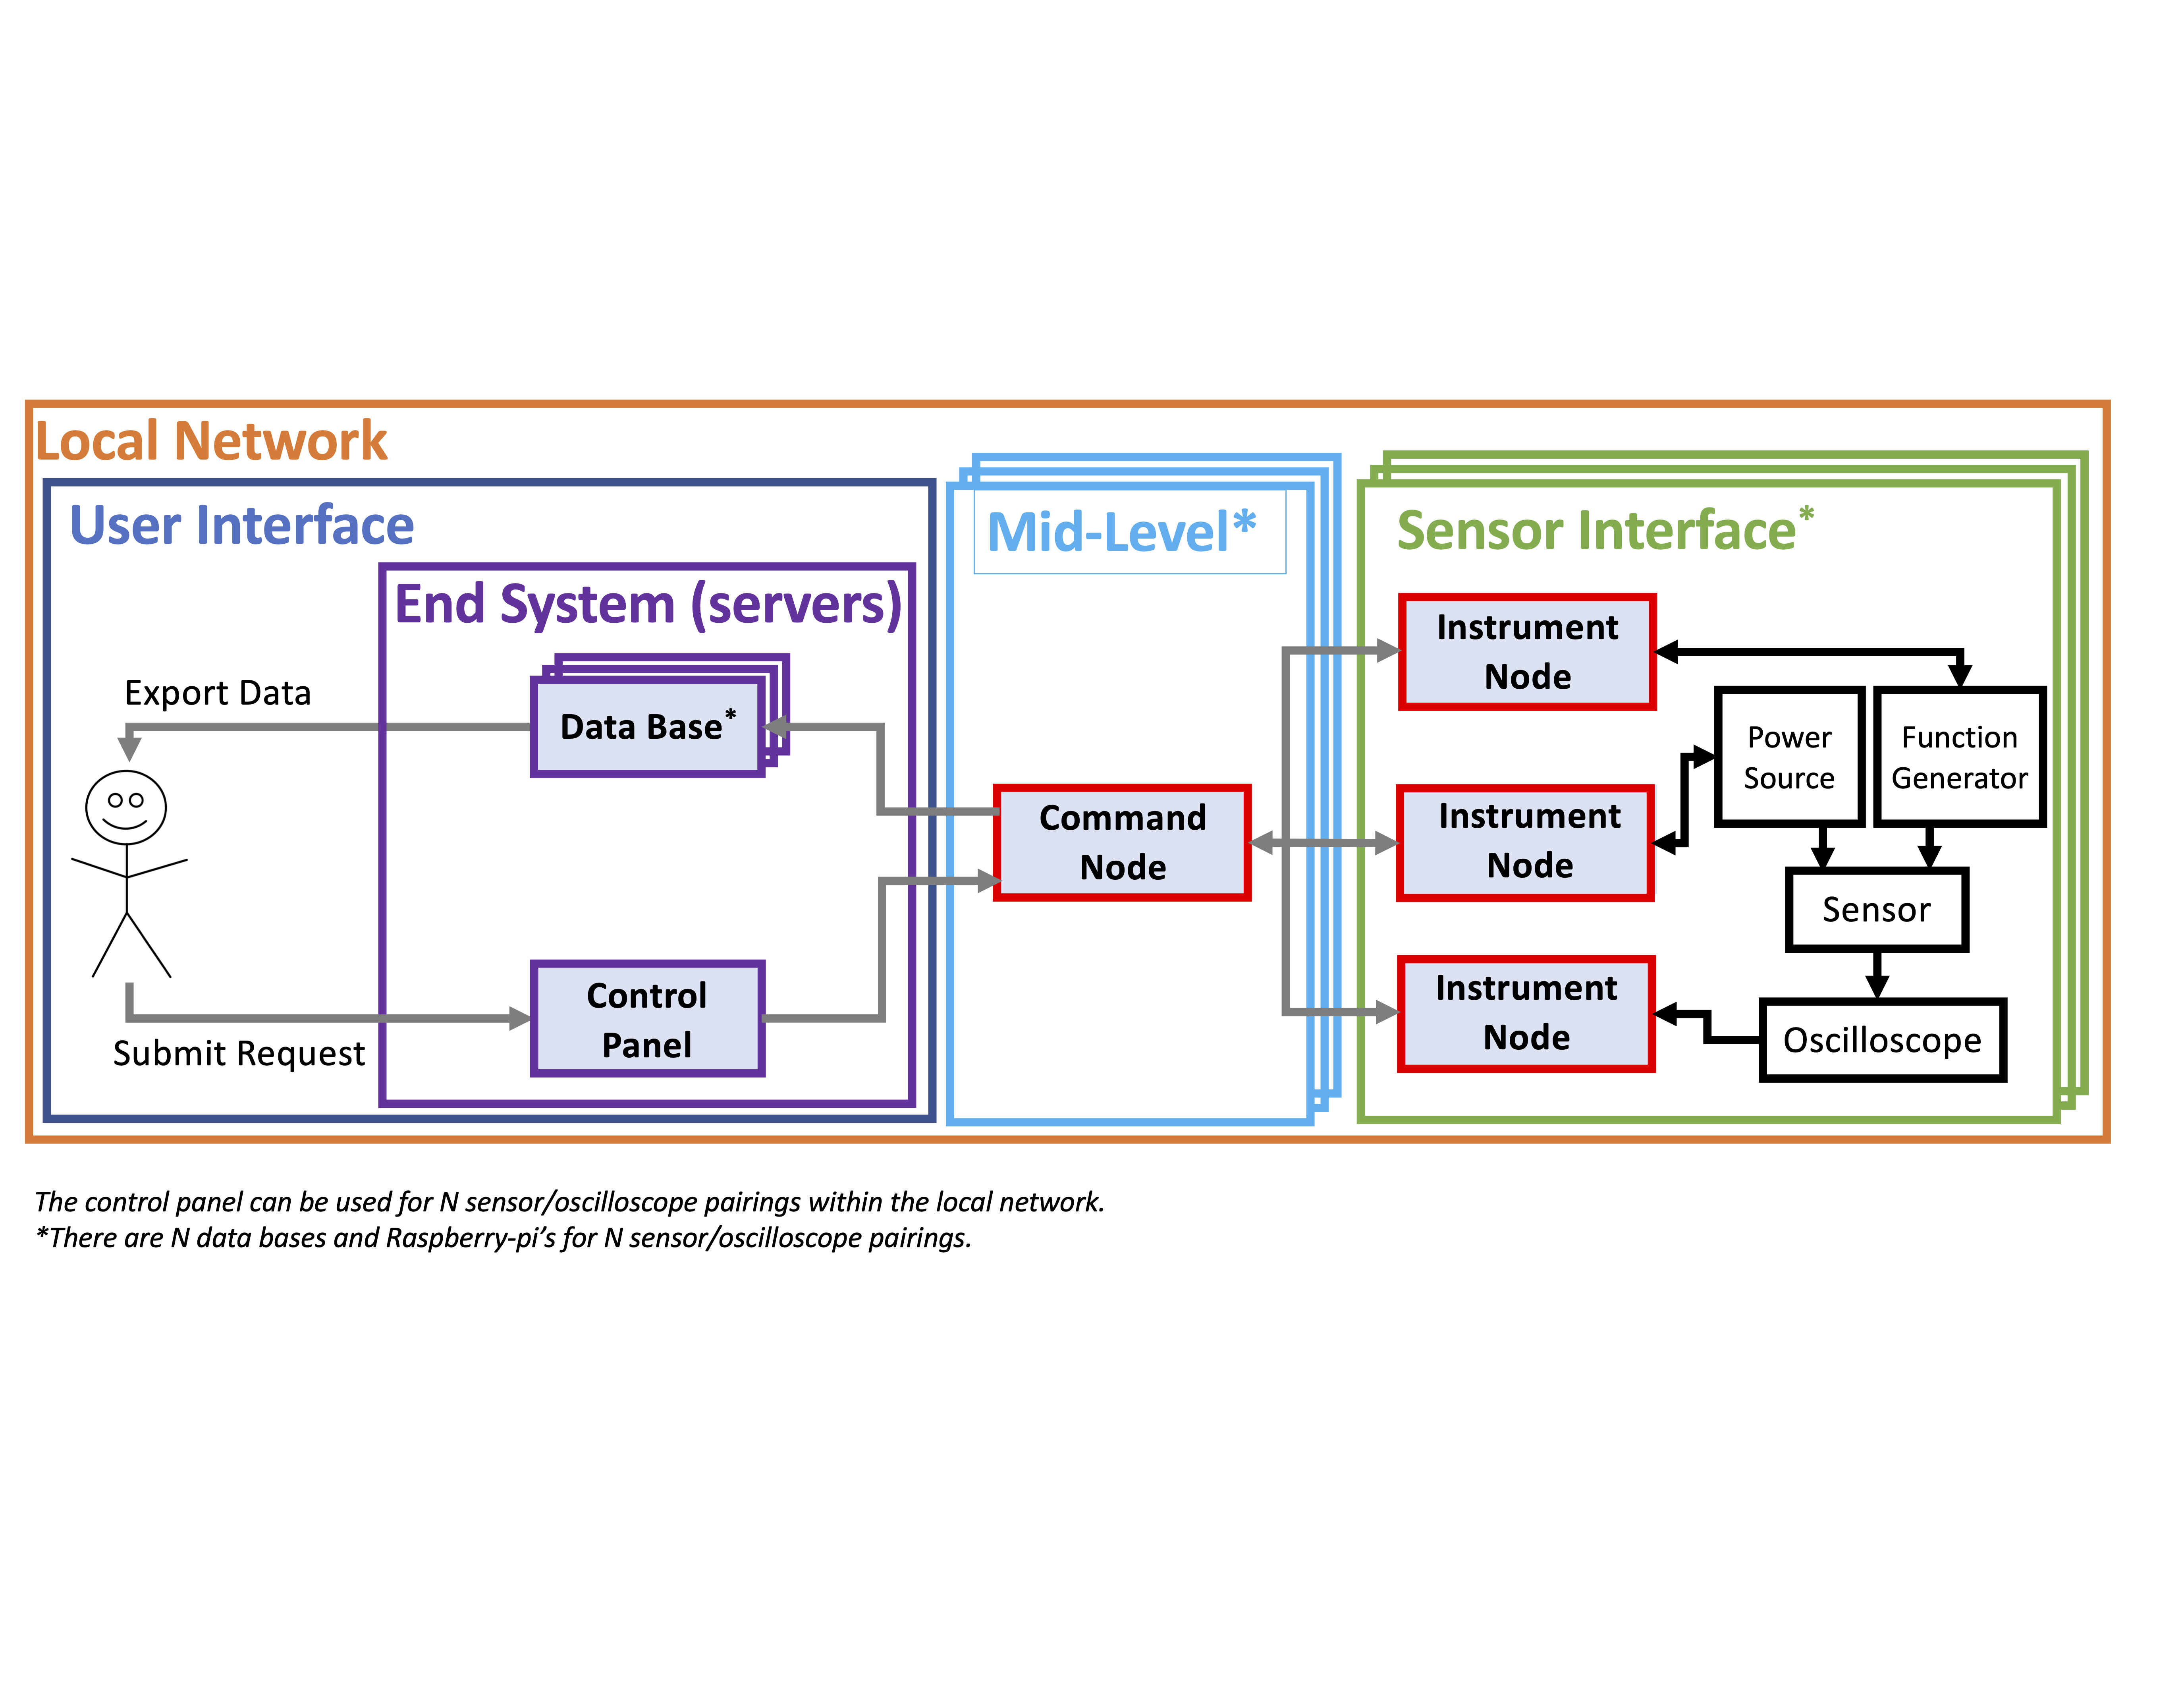 Local Network
User Interface
End System (servers)
Export Data
Data Base*
Control
Panel
Submit Request
Mid-Level*
Command
Node
Sensor Interface*
Instrument
Node
Instrument
Node
Instrument
Node
Power
Source
Function
Generator
Sensor
Oscilloscope
The control panel can be used for N sensor/oscilloscope pairings within the local network.
*There are N data bases and Raspberry-pi’s for N sensor/oscilloscope pairings.